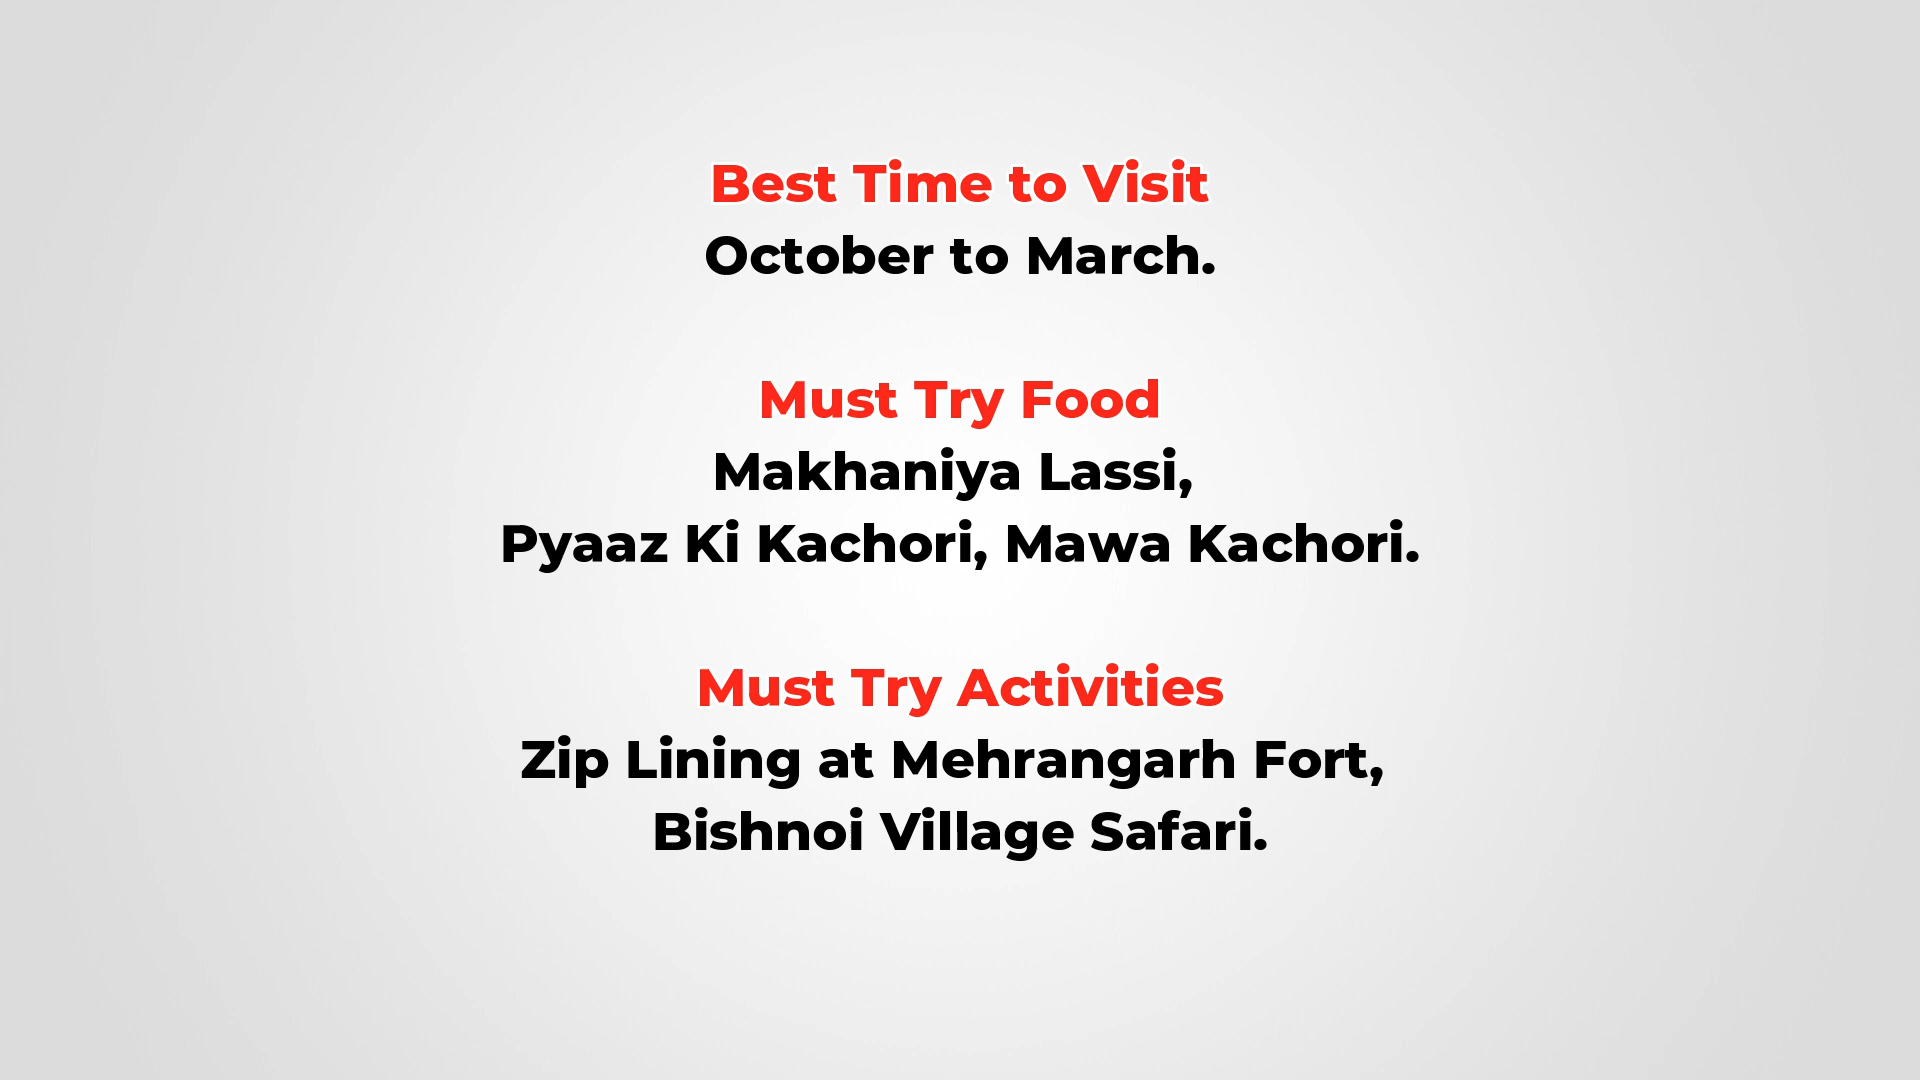 Best Time to Visit
October to March.
Must Try Food
Makhaniya Lassi,
Pyaaz Ki Kachori, Mawa Kachori.
Must Try Activities
Zip Lining at Mehrangarh Fort,
Bishnoi Village Safari.